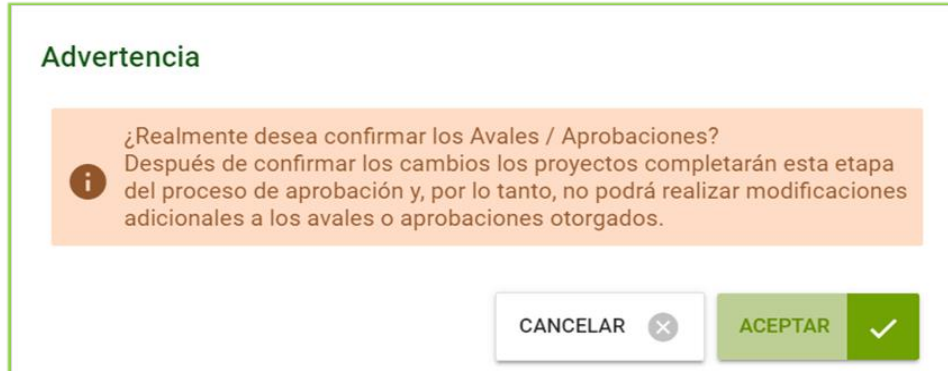 Advertencia
¿Realmente desea confirmar los Avales / Aprobaciones?
Después de confirmar los cambios los proyectos completarán esta etapa
del proceso de aprobación y, por lo tanto, no podrá realizar modificaciones
adicionales a los avales o aprobaciones otorgados.
CANCELAR
ACEPTAR